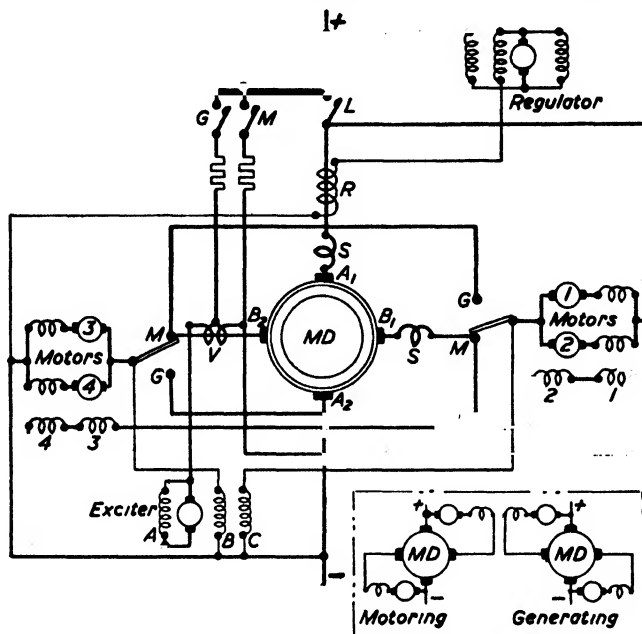 +
Regulator
G M L
R
S
A1
G
B2 B1
M V MD S M
3 1
Motors Motors
4 2
G A2
2 1
4 3
Exciter
A B C
+ +
MD MD
- - -
Motoring Generating